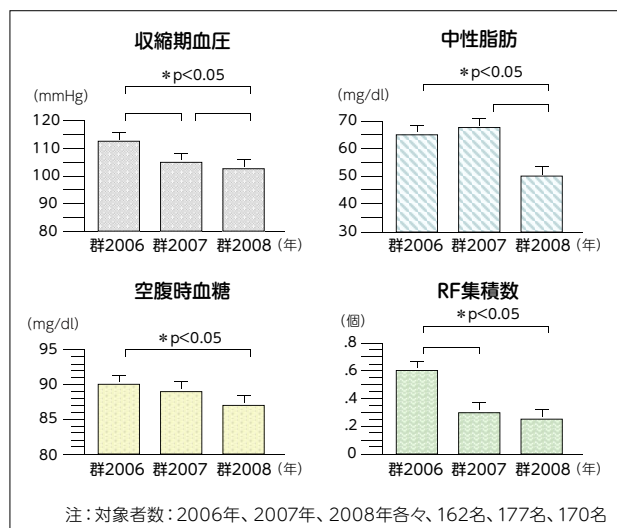 収縮期血圧
＊p<0.05
(mmHg)
120
110
100
90
80
群2006 群2007 群2008 (年)
中性脂肪
＊p<0.05
(mg/dl)
70
60
50
40
30
群2006 群2007 群2008 (年)
空腹時血糖
(mg/dl)
＊p<0.05
95
90
85
80
群2006 群2007 群2008 (年)
RF集積数
(個)
＊p<0.05
.8
.6
.4
.2
0
群2006 群2007 群2008 (年)
注：対象者数：2006年、2007年、2008年各々、162名、177名、170名